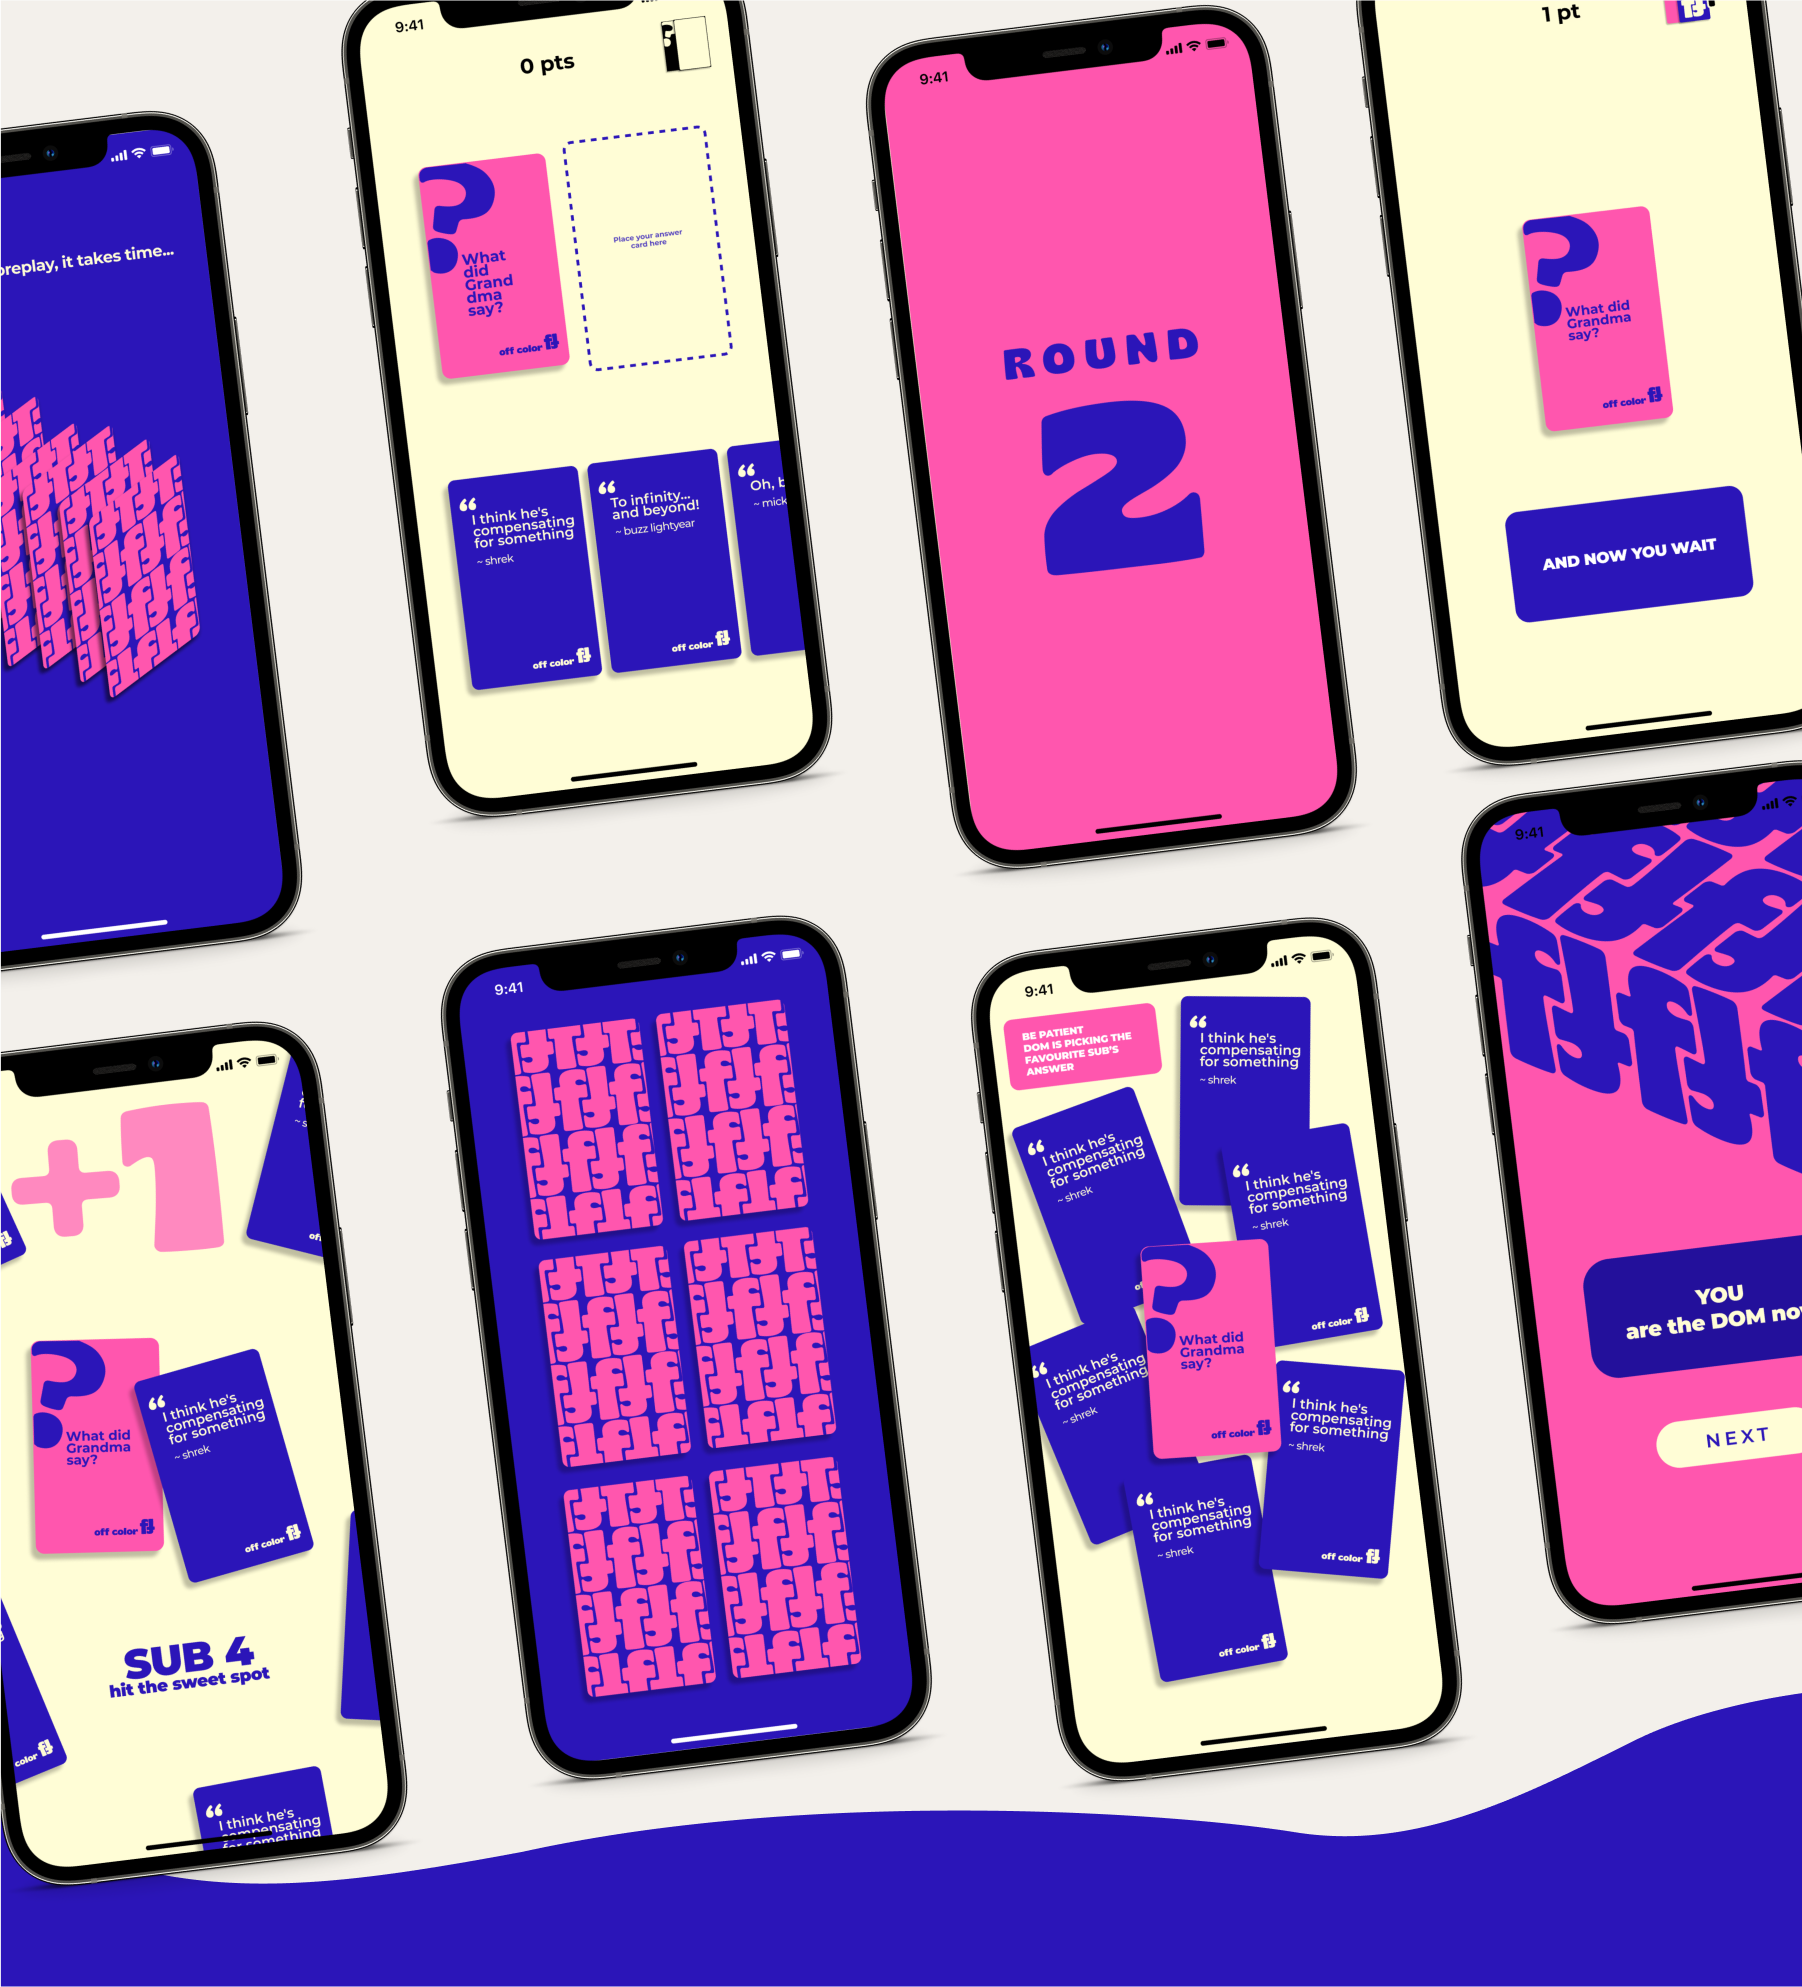 9:41
0 pts
What
did
Grand
dma
say?
off color
Place your answer
card here
“
I think he's
compensating
for something
~ shrek
off color
“
To infinity...
and beyond!
~ buzz lightyear
off color
“
Oh, b
~ mick
9:41
ROUND
2
1 pt
What did
Grandma
say?
off color
AND NOW YOU WAIT
oreplay, it takes time...
+1
What did
Grandma
say?
off color
“
I think he's
compensating
for something
~ shrek
off color
SUB 4
hit the sweet spot
color
“
I think he's
compensating
for something
9:41
9:41
BE PATIENT
DOM IS PICKING THE
FAVOURITE SUB'S
ANSWER
“
I think he's
compensating
for something
~ shrek
“
I think he's
compensating
for something
~ shrek
“
I think he's
compensating
for something
~ shrek
off color
What did
Grandma
say?
off color
“
I think he's
compensating
for something
~ shrek
“
I think he's
compensating
for something
~ shrek
off color
“
I think he's
compensating
for something
~ shrek
off color
9:41
YOU
are the DOM no
NEXT